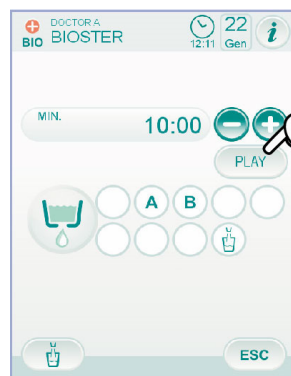 DOCTOR A
BIO BIOSTER
12:11
22
Gen
i
MIN.
10:00
PLAY
A B
ESC